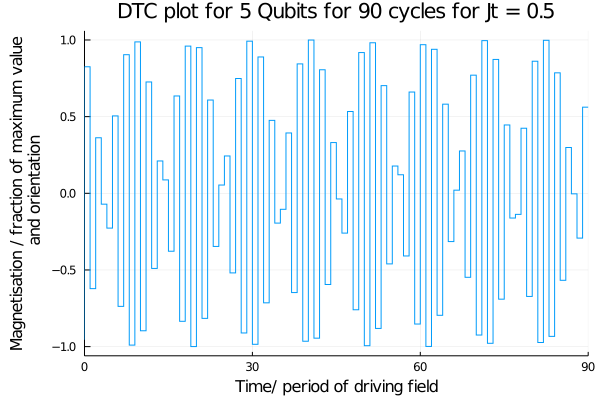 DTC plot for 5 Qubits for 90 cycles for Jt = 0.5
Magnetisation / fraction of maximum value
and orientation
1.0
0.5
0.0
−0.5
−1.0
0
30
60
90
Time/ period of driving field